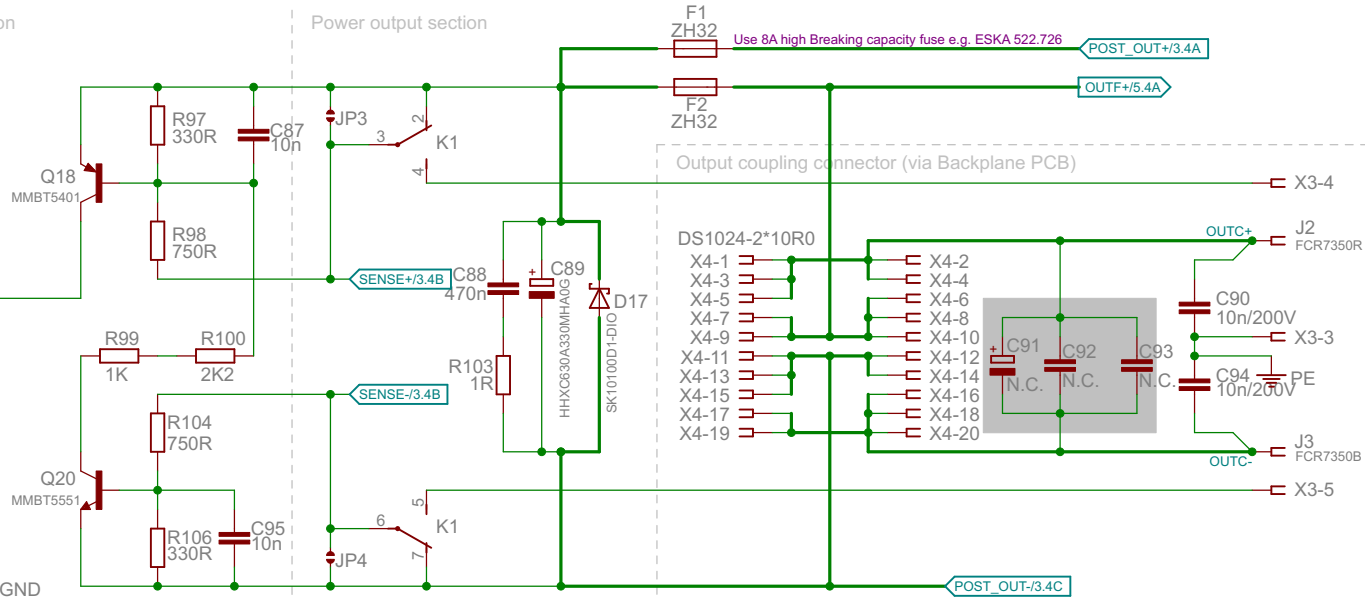 on
Power output section
F1
ZH32
Use 8A high Breaking capacity fuse e.g. ESKA 522.726
POST_OUT+/3.4A
OUTF+/5.4A
F2
ZH32
R97
330R
C87
10n
JP3
2
3
4
K1
Output coupling connector (via Backplane PCB)
Q18
MMBT5401
X3-4
R98
750R
SENSE+/3.4B
C88
470n
+
C89
HHXC630A330MHA0G
D17
SK10100D1-DIO
DS1024-2*10R0
X4-1
X4-3
X4-5
X4-7
X4-9
X4-11
X4-13
X4-15
X4-17
X4-19
X4-2
X4-4
X4-6
X4-8
X4-10
X4-12
X4-14
X4-16
X4-18
X4-20
OUTC+
J2
FCR7350R
C90
10n/200V
X3-3
+
C91
N.C.
C92
N.C.
C93
N.C.
C94
10n/200V
PE
R99
1K
R100
2K2
R103
1R
SENSE-/3.4B
R104
750R
OUTC-
J3
FCR7350B
Q20
MMBT5551
X3-5
R106
330R
C95
10n
JP4
5
6
7
K1
GND
POST_OUT-/3.4C